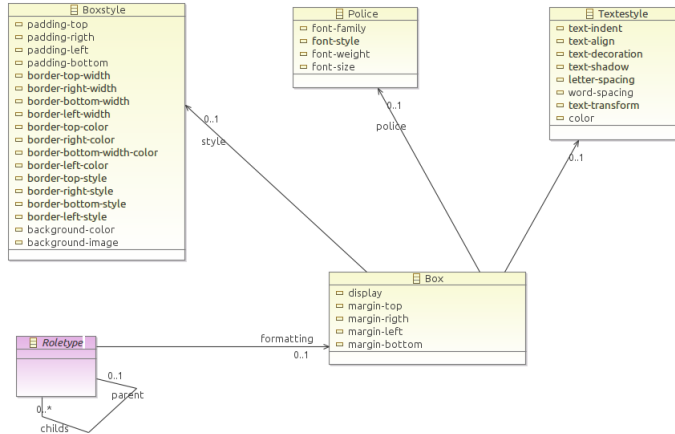 Boxstyle
padding-top
padding-rigth
padding-left
padding-bottom
border-top-width
border-right-width
border-bottom-width
border-left-width
border-top-color
border-right-color
border-bottom-width-color
border-left-color
border-top-style
border-right-style
border-bottom-style
border-left-style
background-color
background-image
Police
font-family
font-style
font-weight
font-size
Textestyle
text-indent
text-align
text-decoration
text-shadow
letter-spacing
word-spacing
text-transform
color
0..1
style
0..1
police
0..1
Box
display
margin-top
margin-rigth
margin-left
margin-bottom
formatting
0..1
Roletype
0..1
parent
0..*
childs